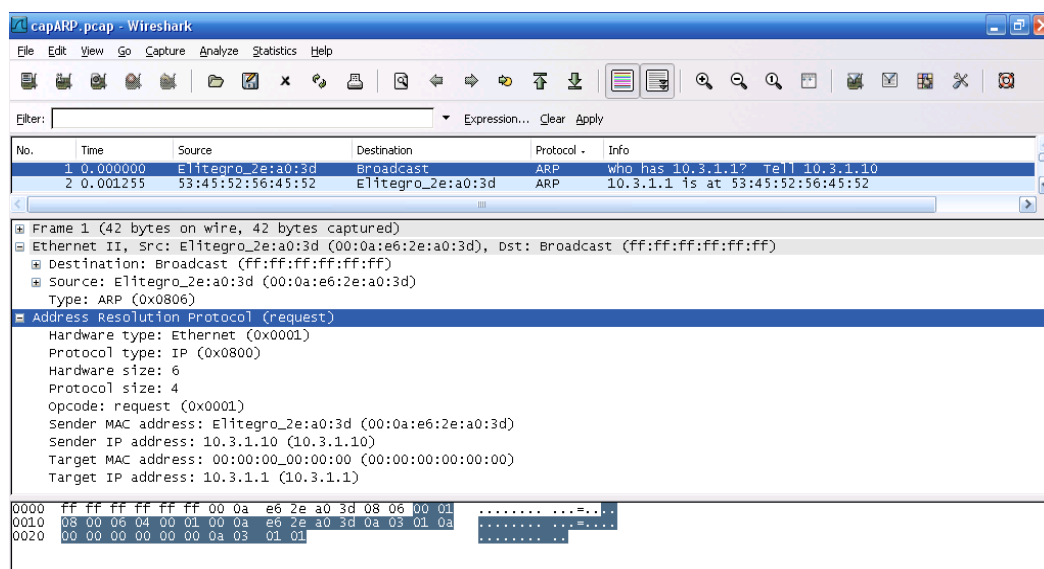 capARP.pcap - Wireshark
File Edit View Go Capture Analyze Statistics Help
Filter: Expression... Clear Apply
No. Time Source Destination Protocol Info
1 0.000000 Elitegro_2e:a0:3d Broadcast ARP who has 10.3.1.1? Tell 10.3.1.10
2 0.001255 53:45:52:56:45:52 Elitegro_2e:a0:3d ARP 10.3.1.1 is at 53:45:52:56:45:52
Frame 1 (42 bytes on wire, 42 bytes captured)
Ethernet II, Src: Elitegro_2e:a0:3d (00:0a:e6:2e:a0:3d), Dst: Broadcast (ff:ff:ff:ff:ff:ff)
Destination: Broadcast (ff:ff:ff:ff:ff:ff)
Source: Elitegro_2e:a0:3d (00:0a:e6:2e:a0:3d)
Type: ARP (0x0806)
Address Resolution Protocol (request)
Hardware type: Ethernet (0x0001)
Protocol type: IP (0x0800)
Hardware size: 6
Protocol size: 4
Opcode: request (0x0001)
Sender MAC address: Elitegro_2e:a0:3d (00:0a:e6:2e:a0:3d)
Sender IP address: 10.3.1.10 (10.3.1.10)
Target MAC address: 00:00:00_00:00:00 (00:00:00:00:00:00)
Target IP address: 10.3.1.1 (10.3.1.1)
0000 ff ff ff ff ff ff 00 0a e6 2e a0 3d 08 06 00 01 ........ ...=....
0010 08 00 06 04 00 01 00 0a e6 2e a0 3d 0a 03 01 0a ........ ...=....
0020 00 00 00 00 00 00 0a 03 01 01 ........ ..